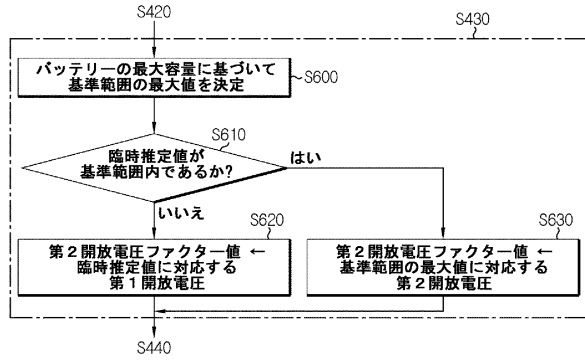 S420
S430
バッテリーの最大容量に基づいて
基準範囲の最大値を決定
S600
S610
臨時推定値が
基準範囲内であるか?
はい
いいえ
S620
第2開放電圧ファクター値 ←
臨時推定値に対応する
第1開放電圧
S630
第2開放電圧ファクター値 ←
基準範囲の最大値に対応する
第2開放電圧
S440